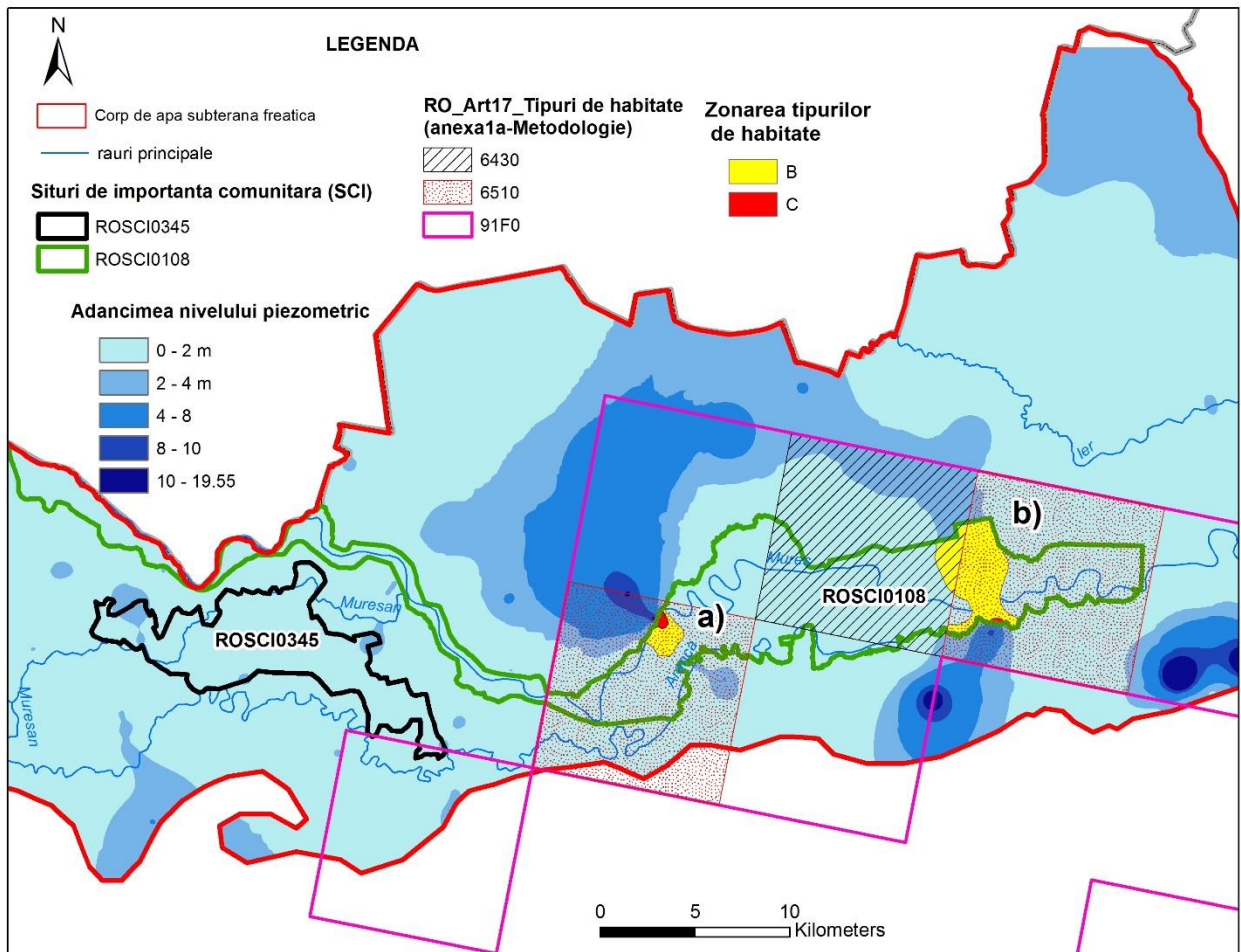 N
LEGENDA
Corp de apa subterana freatica
rauri principale
Situri de importanta comunitara (SCI)
ROSCI0345
ROSCI0108
RO_Art17_Tipuri de habitate
(anexa1a-Metodologie)
6430
6510
91F0
Zonarea tipurilor
de habitate
B
C
Adancimea nivelului piezometric
0 - 2 m
2 - 4 m
4 - 8
8 - 10
10 - 19.55
Ier
b)
Mures
ROSCI0108
a)
Muresan
ROSCI0345
Muresan
0 5 10
Kilometers